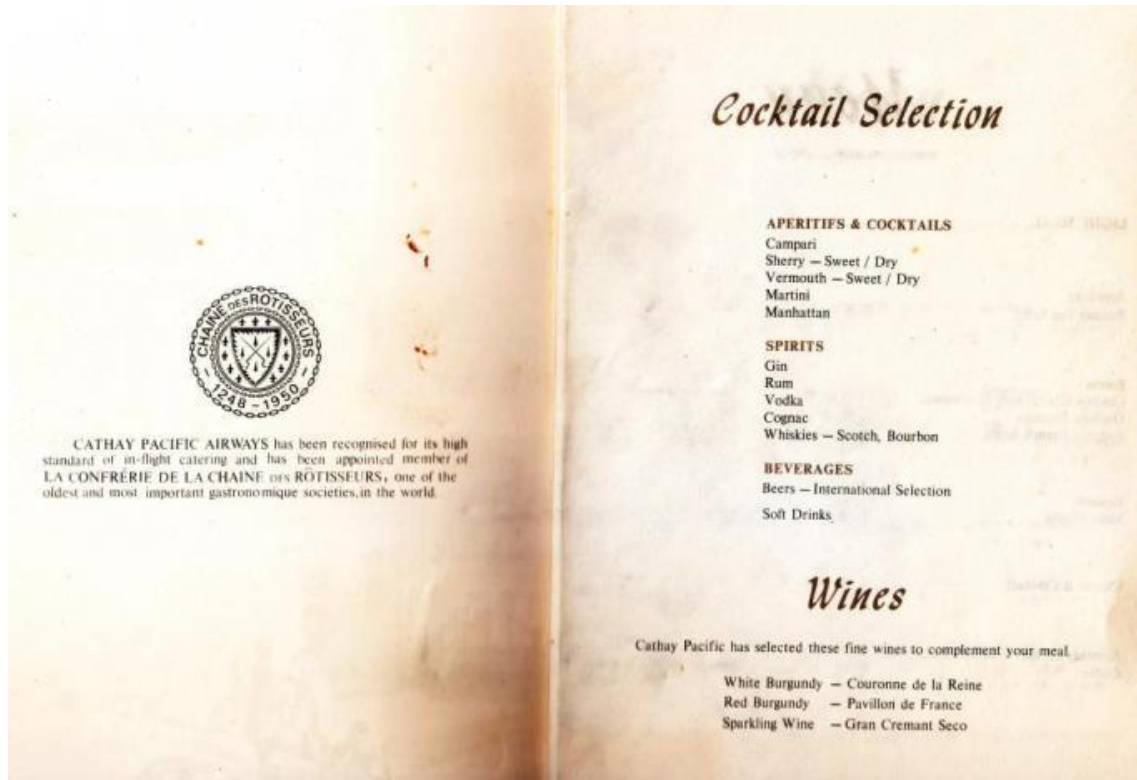 CHAINE DES ROTISSEURS
1248 - 1950
CATHAY PACIFIC AIRWAYS has been recognised for its high
standard of in-flight catering and has been appointed member of
LA CONFRÉRIE DE LA CHAINE DES RÔTISSEURS, one of the
oldest and most important gastronomique societies, in the world.
Cocktail Selection
APERITIFS & COCKTAILS
Campari
Sherry — Sweet / Dry
Vermouth — Sweet / Dry
Martini
Manhattan
SPIRITS
Gin
Rum
Vodka
Cognac
Whiskies — Scotch, Bourbon
BEVERAGES
Beers — International Selection
Soft Drinks
Wines
Cathay Pacific has selected these fine wines to complement your meal
White Burgundy — Couronne de la Reine
Red Burgundy — Pavillon de France
Sparkling Wine — Gran Cremant Seco